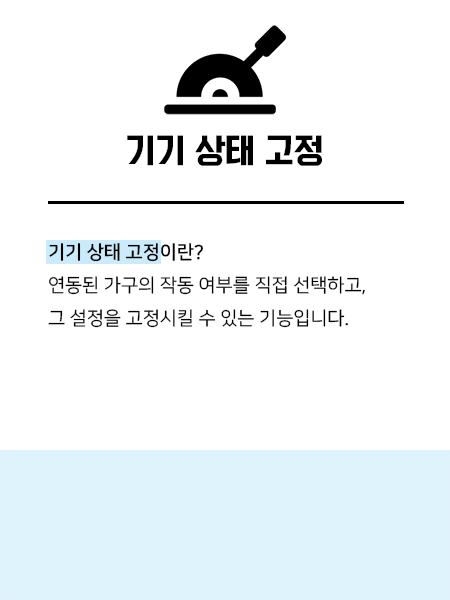 기기 상태 고정
기기 상태 고정이란?
연동된 가구의 작동 여부를 직접 선택하고,
그 설정을 고정시킬 수 있는 기능입니다.